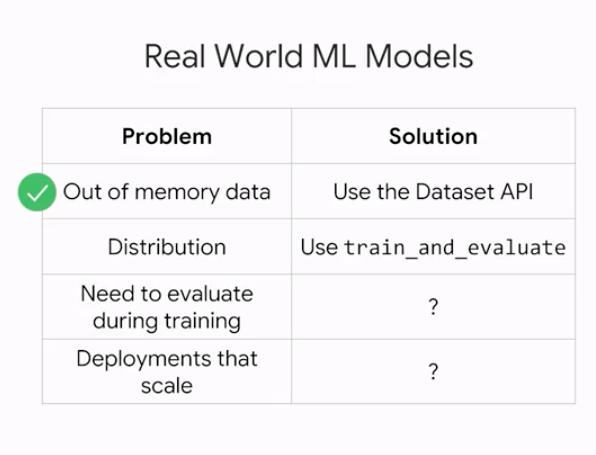 Real World ML Models
Problem
Solution
Out of memory data
Use the Dataset API
Distribution
Use train_and_evaluate
Need to evaluate
during training
?
Deployments that
scale
?